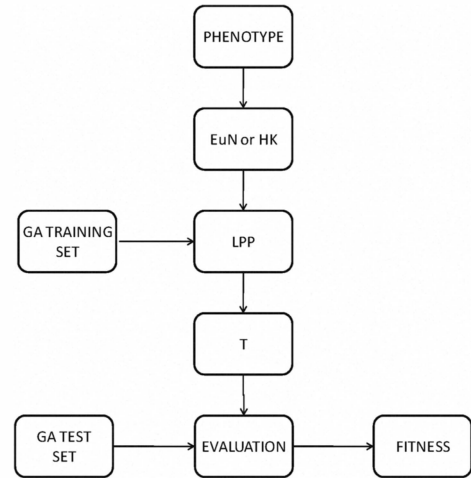 PHENOTYPE
EuN or HK
GA TRAINING
SET
LPP
T
GA TEST
SET
EVALUATION
FITNESS